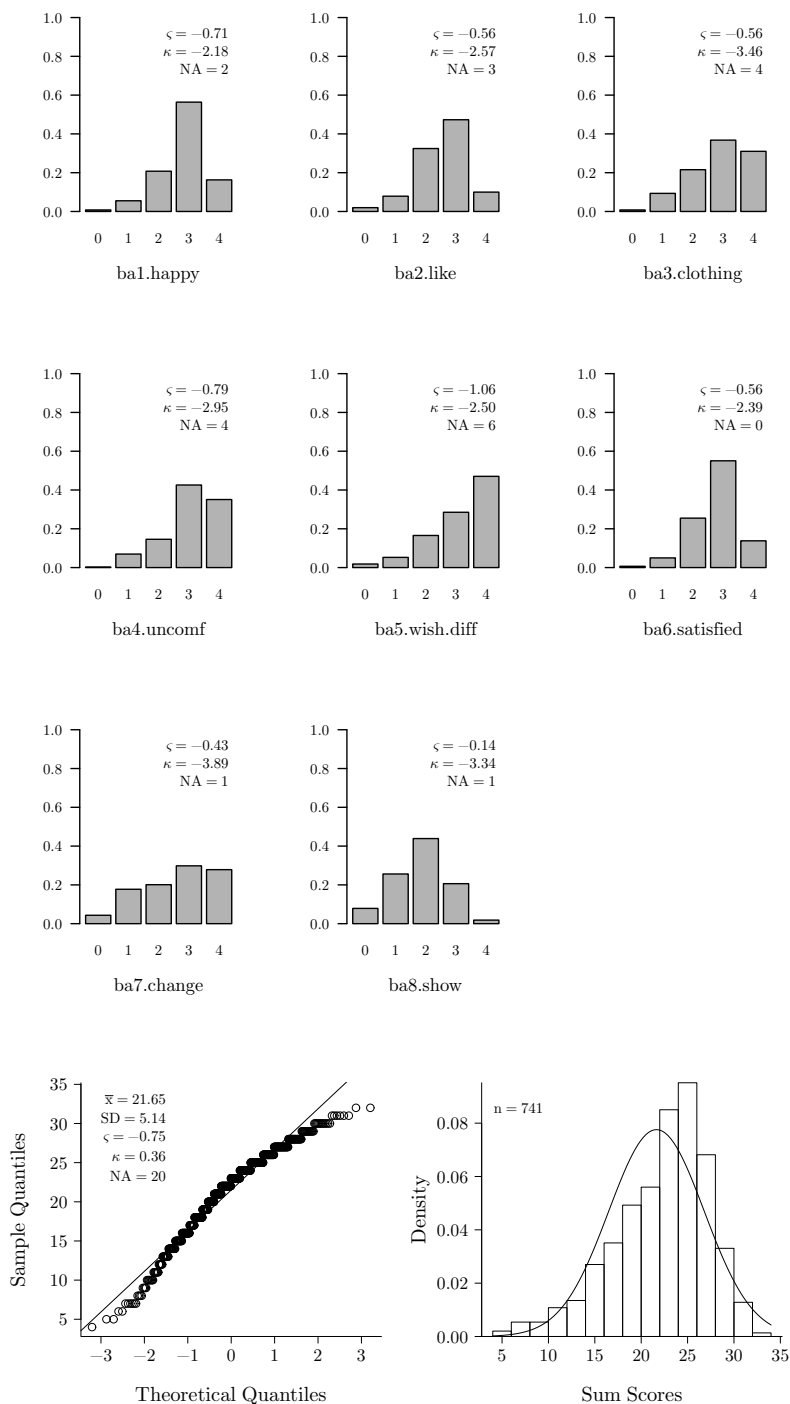 1.0
0.8
0.6
0.4
0.2
0.0
ς = −0.71
κ = −2.18
NA = 2
0 1 2 3 4
ba1.happy
1.0
0.8
0.6
0.4
0.2
0.0
ς = −0.56
κ = −2.57
NA = 3
0 1 2 3 4
ba2.like
1.0
0.8
0.6
0.4
0.2
0.0
ς = −0.56
κ = −3.46
NA = 4
0 1 2 3 4
ba3.clothing
1.0
0.8
0.6
0.4
0.2
0.0
ς = −0.79
κ = −2.95
NA = 4
0 1 2 3 4
ba4.uncomf
1.0
0.8
0.6
0.4
0.2
0.0
ς = −1.06
κ = −2.50
NA = 6
0 1 2 3 4
ba5.wish.diff
1.0
0.8
0.6
0.4
0.2
0.0
ς = −0.56
κ = −2.39
NA = 0
0 1 2 3 4
ba6.satisfied
1.0
0.8
0.6
0.4
0.2
0.0
ς = −0.43
κ = −3.89
NA = 1
0 1 2 3 4
ba7.change
1.0
0.8
0.6
0.4
0.2
0.0
ς = −0.14
κ = −3.34
NA = 1
0 1 2 3 4
ba8.show
Sample Quantiles
35
30
25
20
15
10
5
x̅ = 21.65
SD = 5.14
ς = −0.75
κ = 0.36
NA = 20
−3 −2 −1 0 1 2 3
Theoretical Quantiles
Density
0.08
0.06
0.04
0.02
0.00
n = 741
5 10 15 20 25 30 35
Sum Scores